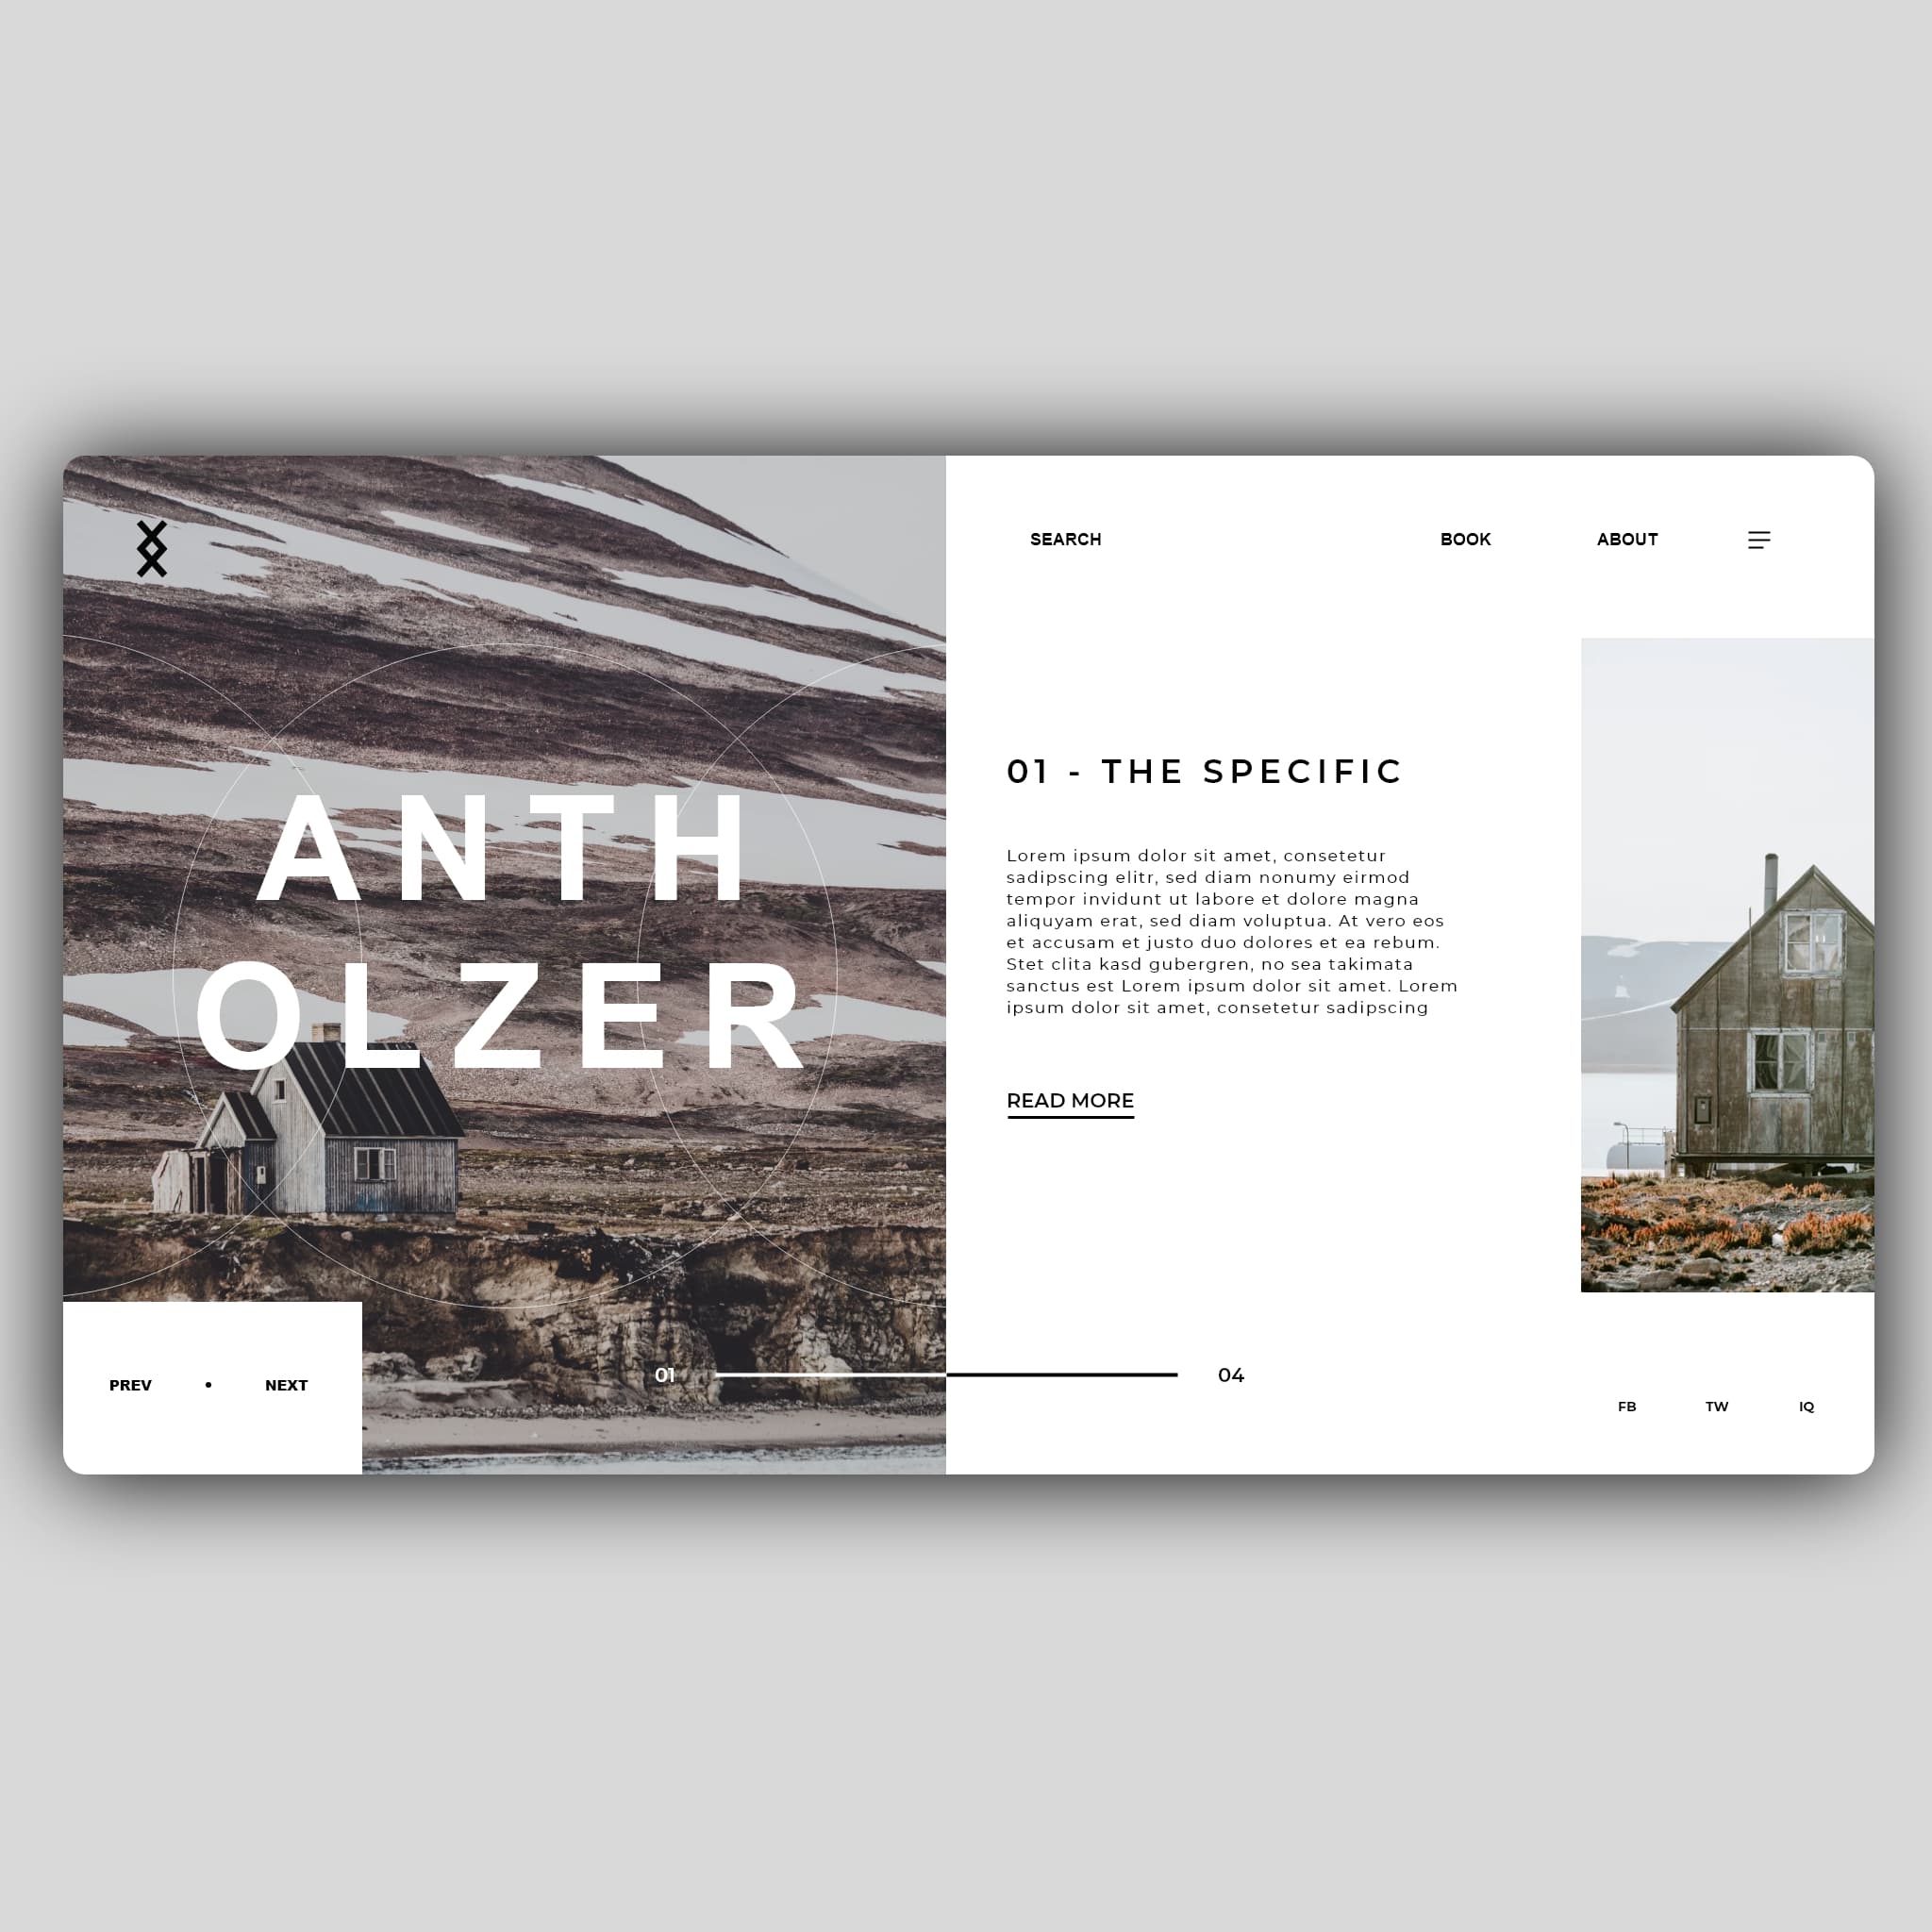 SEARCH
BOOK
ABOUT
ANTH
OLZER
01 - THE SPECIFIC
Lorem ipsum dolor sit amet, consetetur
sadipscing elitr, sed diam nonumy eirmod
tempor invidunt ut labore et dolore magna
aliquyam erat, sed diam voluptua. At vero eos
et accusam et justo duo dolores et ea rebum.
Stet clita kasd gubergren, no sea takimata
sanctus est Lorem ipsum dolor sit amet. Lorem
ipsum dolor sit amet, consetetur sadipscing
READ MORE
PREV • NEXT
01
04
FB
TW
IQ